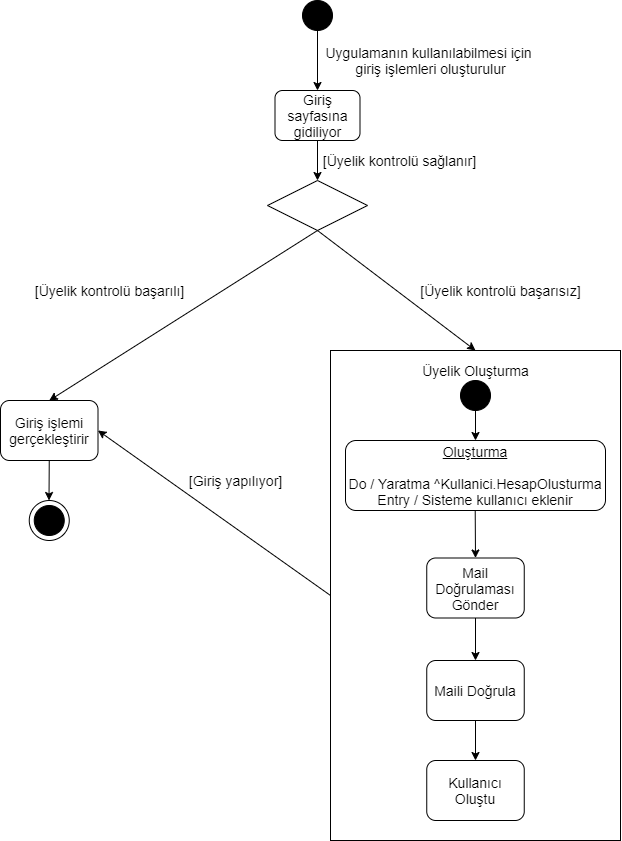 Uygulamanın kullanılabilmesi için
giriş işlemleri oluşturulur
Giriş
sayfasına
gidiliyor
[Üyelik kontrolü sağlanır]
[Üyelik kontrolü başarılı]
[Üyelik kontrolü başarısız]
Üyelik Oluşturma
Giriş işlemi
gerçekleştirir
Oluşturma
Do / Yaratma ^Kullanici.HesapOlusturma
Entry / Sisteme kullanıcı eklenir
[Giriş yapılıyor]
Mail
Doğrulaması
Gönder
Maili Doğrula
Kullanıcı
Oluştu